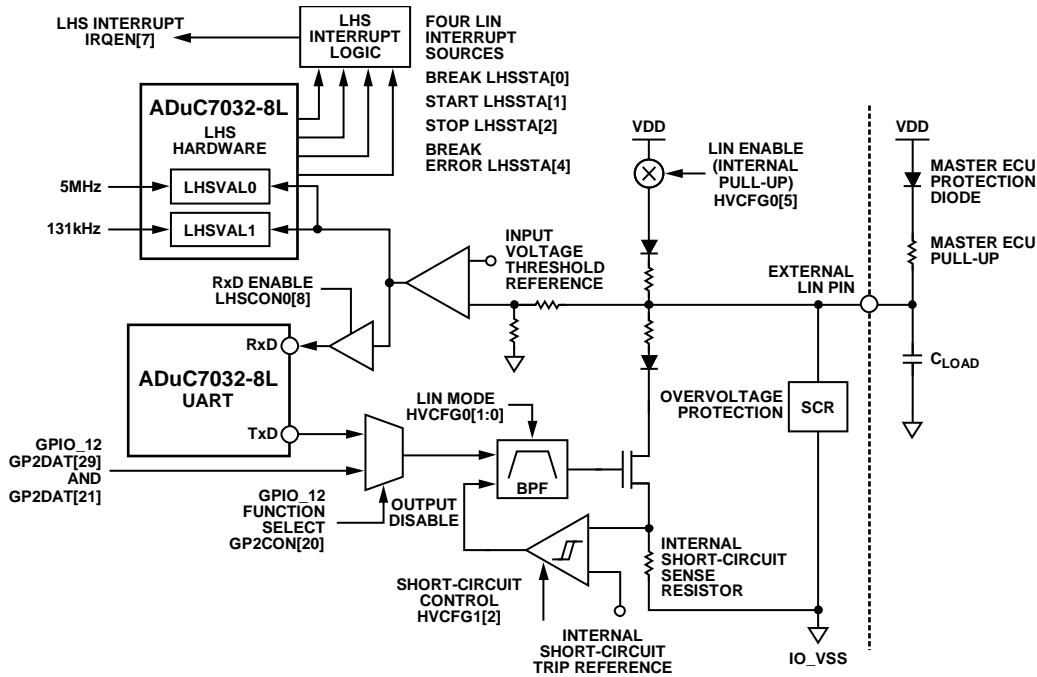 LHS INTERRUPT
IRQEN[7]
LHS
INTERRUPT
LOGIC
FOUR LIN
INTERRUPT
SOURCES
BREAK LHSSTA[0]
START LHSSTA[1]
STOP LHSSTA[2]
BREAK
ERROR LHSSTA[4]
ADuC7032-8L
LHS
HARDWARE
5MHz
LHSVAL0
131kHz
LHSVAL1
VDD
LIN ENABLE
(INTERNAL
PULL-UP)
HVCFG0[5]
VDD
MASTER ECU
PROTECTION
DIODE
MASTER ECU
PULL-UP
INPUT
VOLTAGE
THRESHOLD
REFERENCE
EXTERNAL
LIN PIN
RxD ENABLE
LHSCON0[8]
RxD
ADuC7032-8L
UART
TxD
CLOAD
OVERVOLTAGE
PROTECTION
SCR
LIN MODE
HVCFG0[1:0]
BPF
GPIO_12
GP2DAT[29]
AND
GP2DAT[21]
GPIO_12
FUNCTION
SELECT
GP2CON[20]
OUTPUT
DISABLE
SHORT-CIRCUIT
CONTROL
HVCFG1[2]
INTERNAL
SHORT-CIRCUIT
SENSE
RESISTOR
INTERNAL
SHORT-CIRCUIT
TRIP REFERENCE
IO_VSS